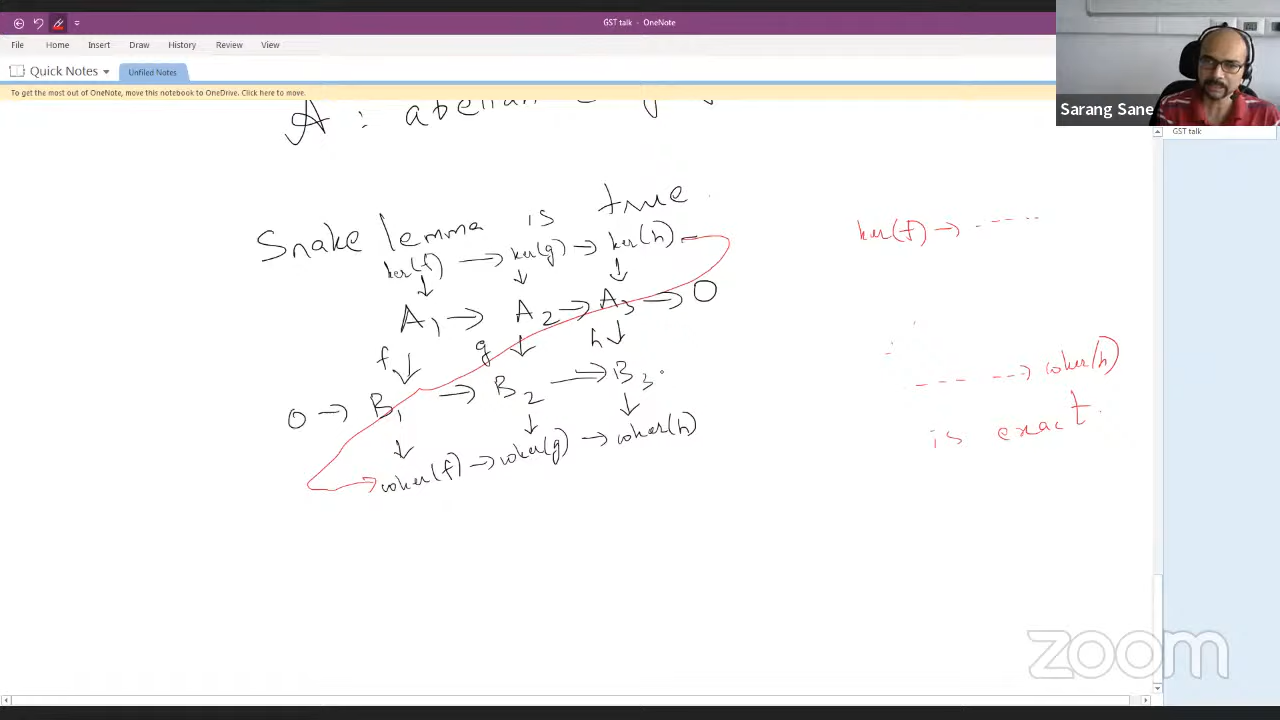 GST talk - OneNote
File Home Insert Draw History Review View
Quick Notes Unfiled Notes
To get the most out of OneNote, move this notebook to OneDrive. Click here to move.
Sarang Sane
GST talk
A : abelian
Snake lemma is true.
ker(f) → ker(g) → ker(h)
A1 → A2 → A3 → 0
f g h
0 → B1 → B2 → B3
coker(f) → coker(g) → coker(h)
ker(f) → ----
---- --→ coker(h)
is exact.
zoom